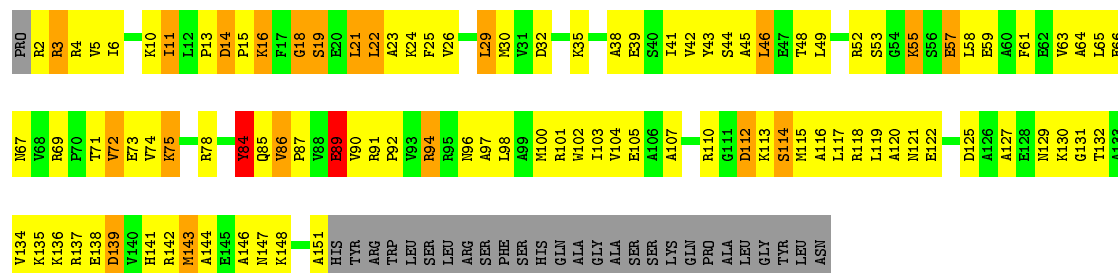 PRO R2 R3 R4 V5 I6 K10 I11 L12 P13 D14 P15 K16 F17 G18 S19 E20 L21 L22 A23 K24 F25 V26 L29 M30 V31 D32 K35 A38 E39 S40 I41 V42 Y43 S44 A45 L46 E47 T48 L49 R52 S53 G54 K55 S56 E57 L58 E59 A60 F61 E62 V63 A64 L65 E66
N67 V68 R69 P70 T71 V72 E73 V74 K75 R78 Y84 Q85 V86 P87 V88 E89 V90 R91 P92 V93 R94 R95 N96 A97 L98 A99 M100 R101 W102 I103 V104 E105 A106 A107 R110 G111 D112 K113 S114 M115 A116 L117 R118 L119 A120 N121 E122 D125 A126 A127 E128 N129 K130 G131 T132 A133
V134 K135 K136 R137 E138 D139 V140 H141 R142 M143 A144 E145 A146 N147 K148 A151 HIS TYR ARG TRP LEU SER LEU ARG SER PHE SER HIS GLN ALA GLY ALA SER SER LYS GLN PRO ALA LEU GLY TYR LEU ASN